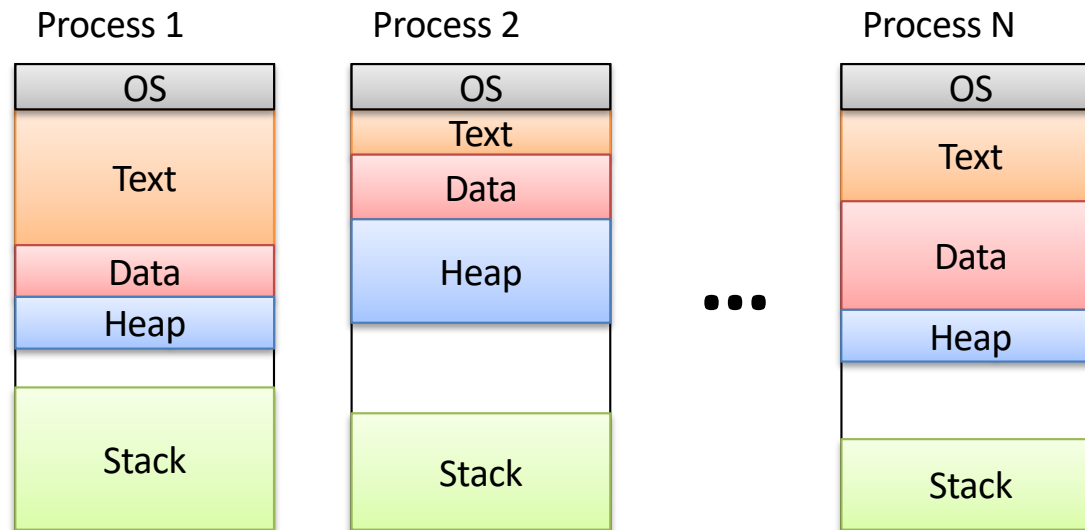 Process 1
OS
Text
Data
Heap
Stack
Process 2
OS
Text
Data
Heap
Stack
...
Process N
OS
Text
Data
Heap
Stack